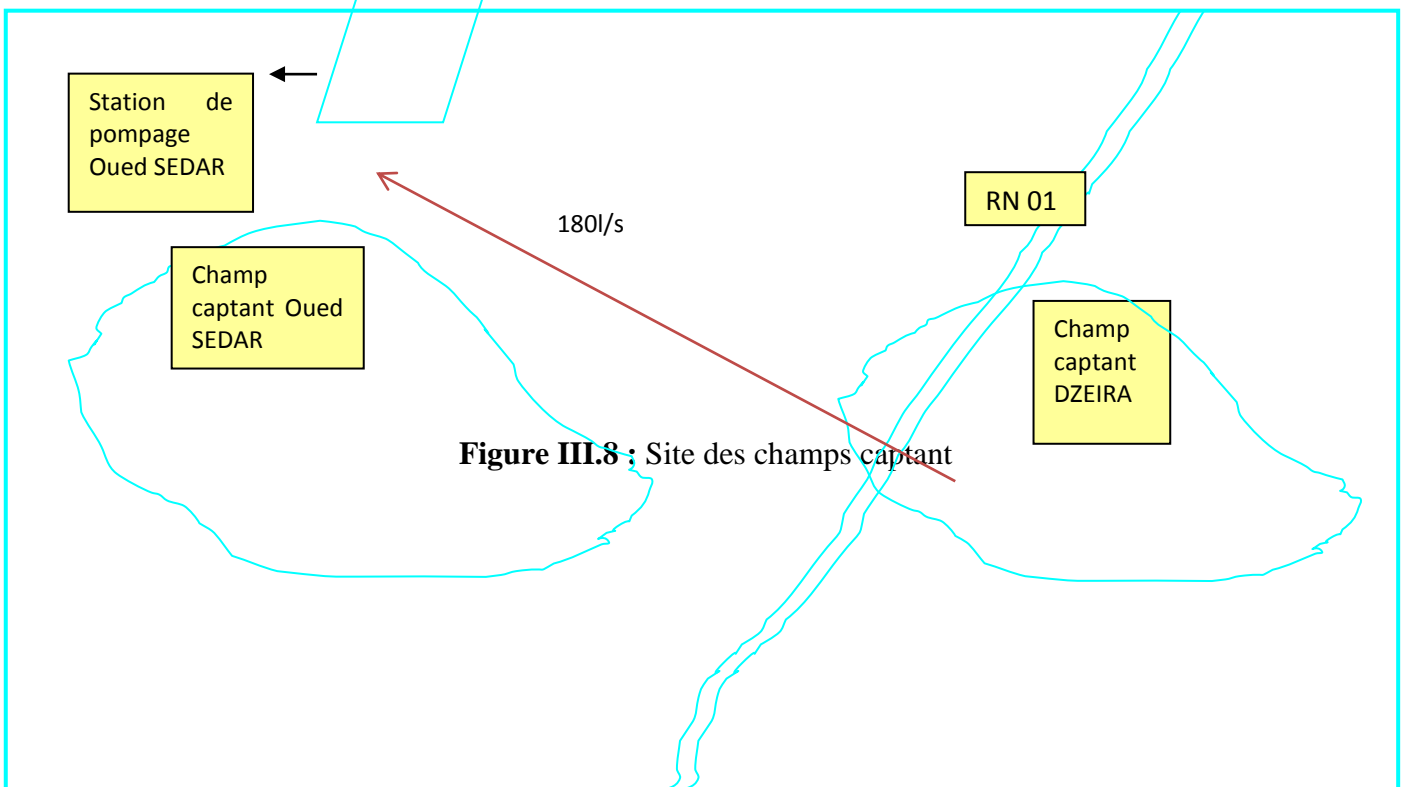 Station de
pompage
Oued SEDAR
RN 01
180l/s
Champ
captant Oued
SEDAR
Champ
captant
DZEIRA
Figure III.8 : Site des champs captant